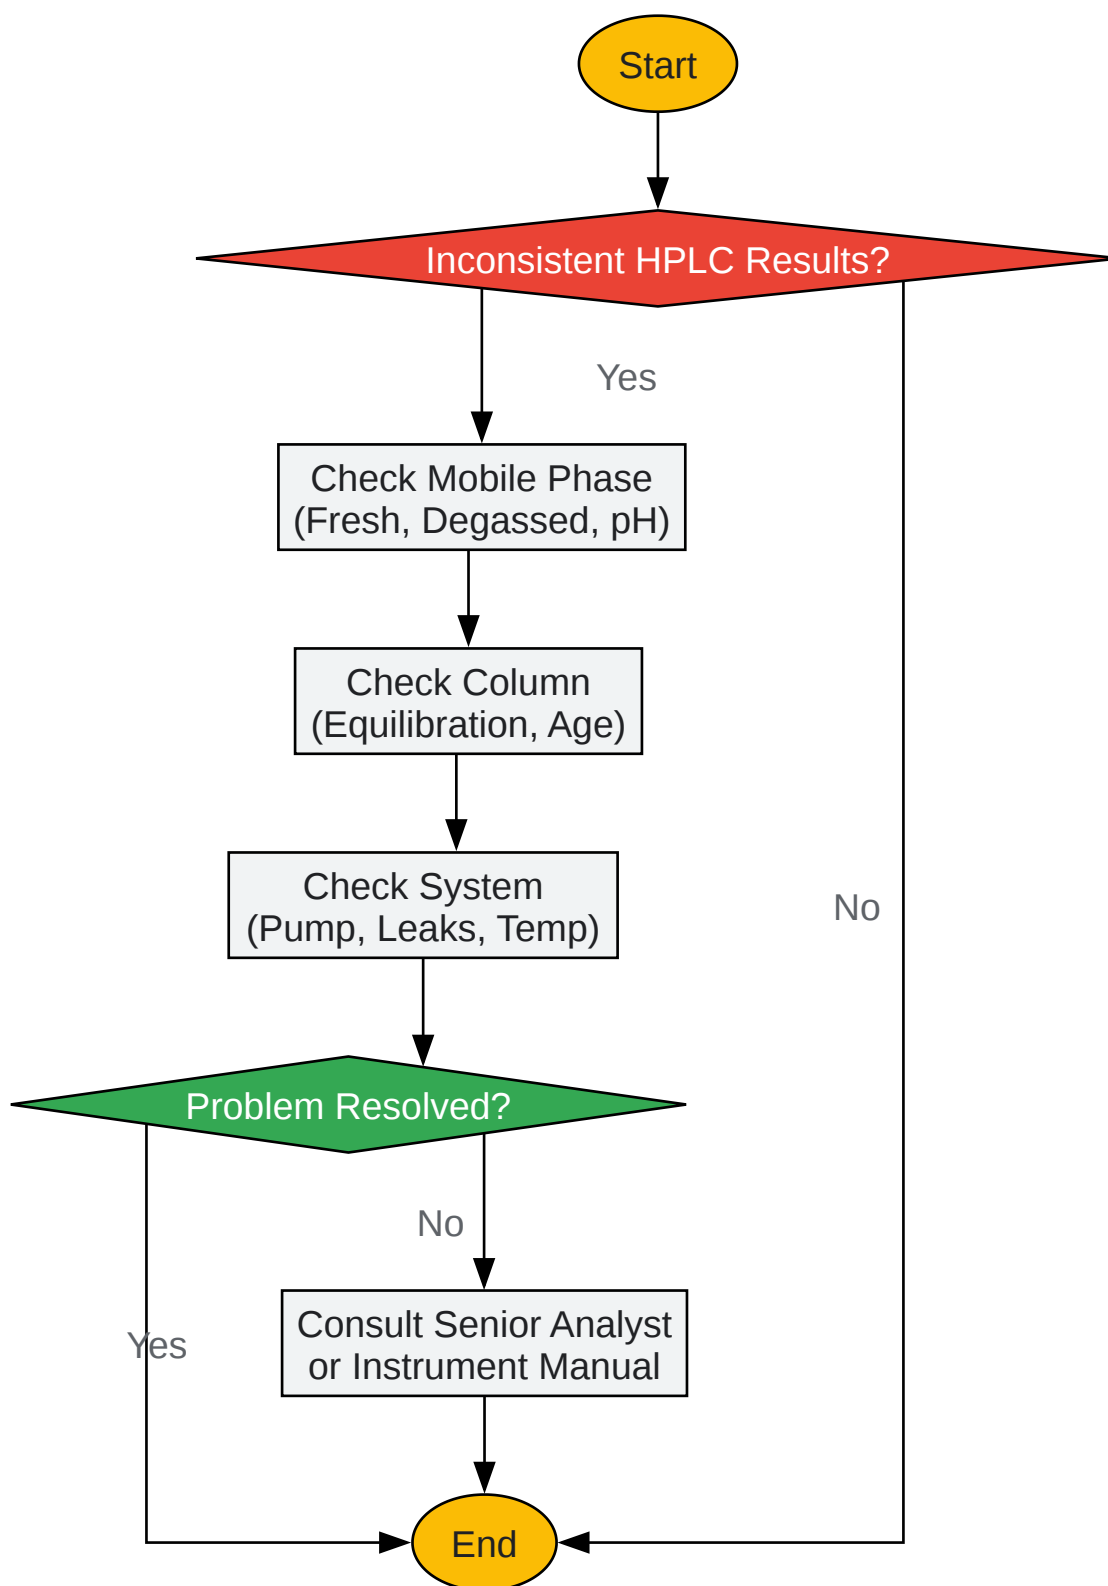 Start
Inconsistent HPLC Results?
Yes
Check Mobile Phase
(Fresh, Degassed, pH)
Check Column
(Equilibration, Age)
Check System
(Pump, Leaks, Temp)
No
Problem Resolved?
No
Yes
Consult Senior Analyst
or Instrument Manual
End